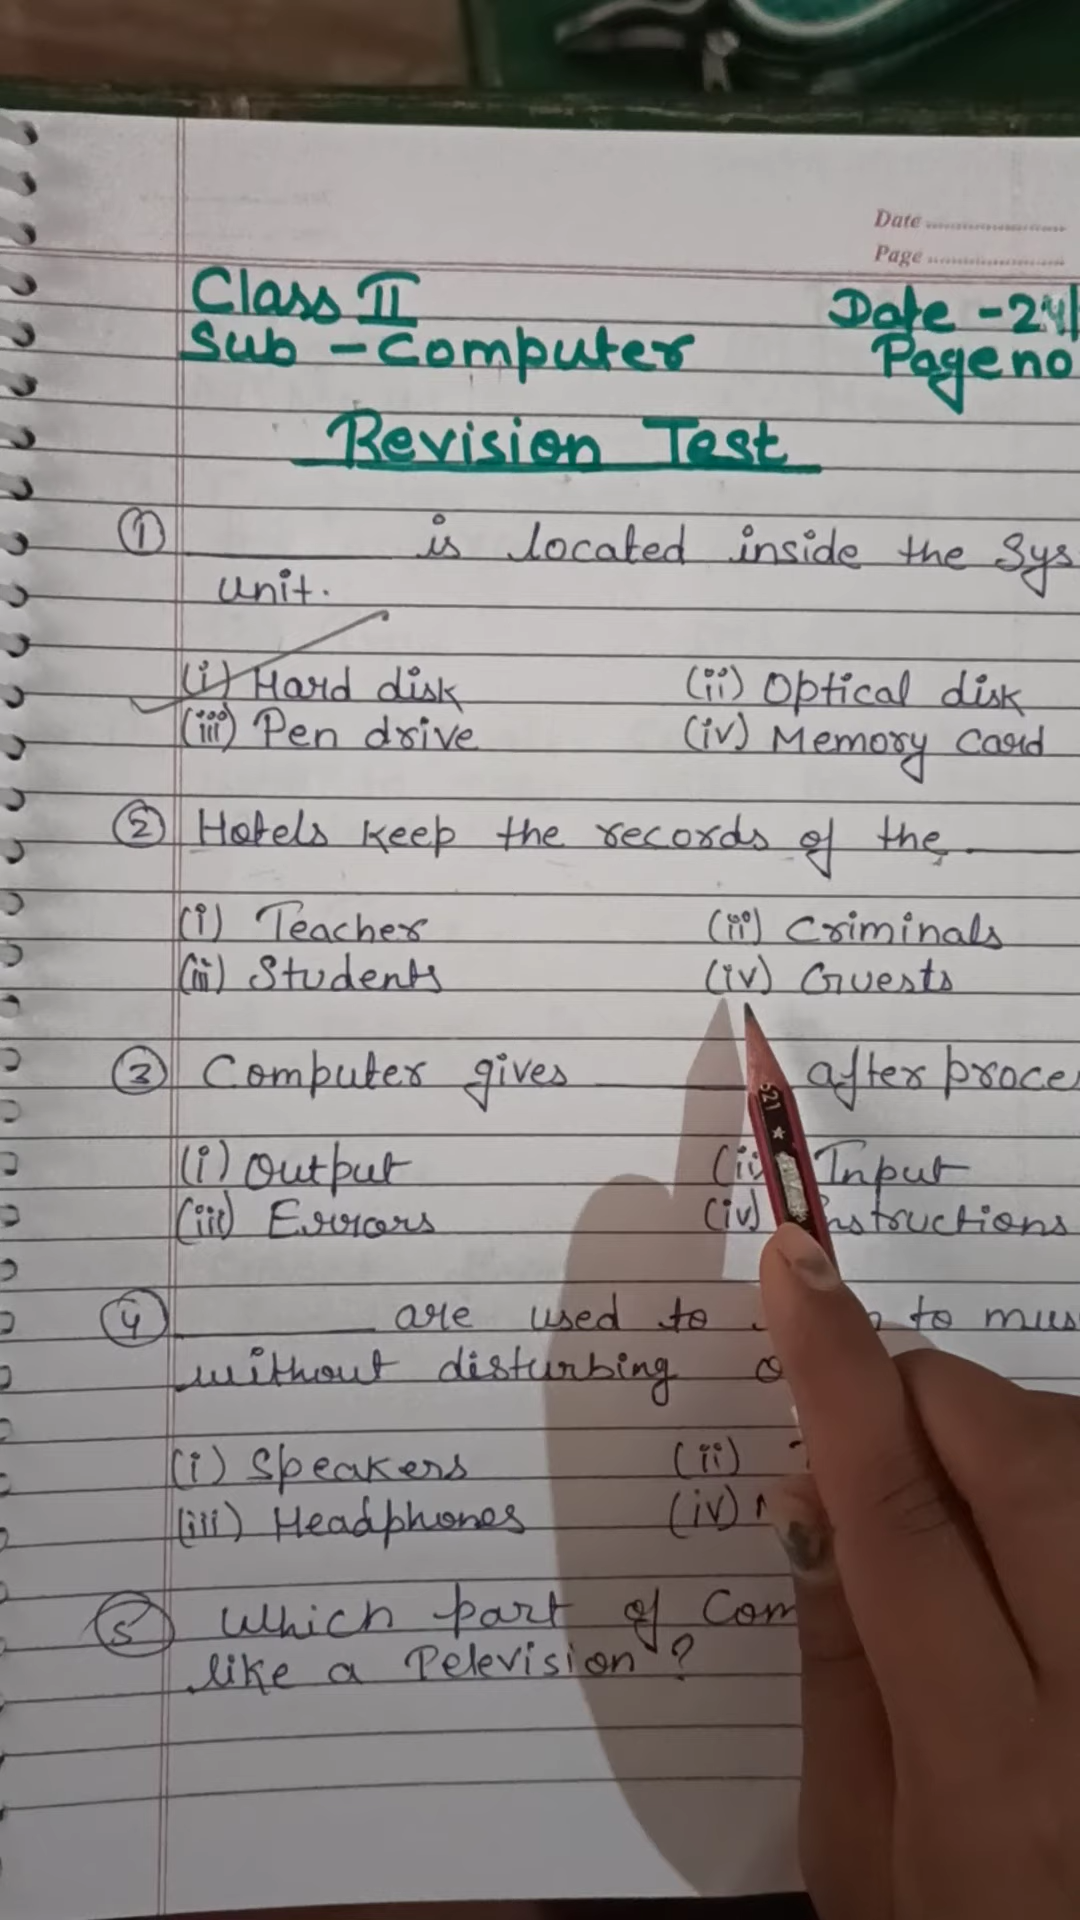 Date
Page
Class II
Date - 24/
Sub - Computer
Page no
Revision Test
① ______ is located inside the Sys
unit.
(i) Hard disk (ii) Optical disk
(iii) Pen drive (iv) Memory Card
② Hotels keep the records of the ______
(i) Teacher (ii) Criminals
(iii) Students (iv) Guests
③ Computer gives ______ after proce
(i) Output (ii) Input
(iii) Errors (iv) nstructions
④ ______ are used to to mus
without disturbing o
(i) Speakers (ii)
(iii) Headphones (iv)
⑤ Which part of Com
like a Television?
521